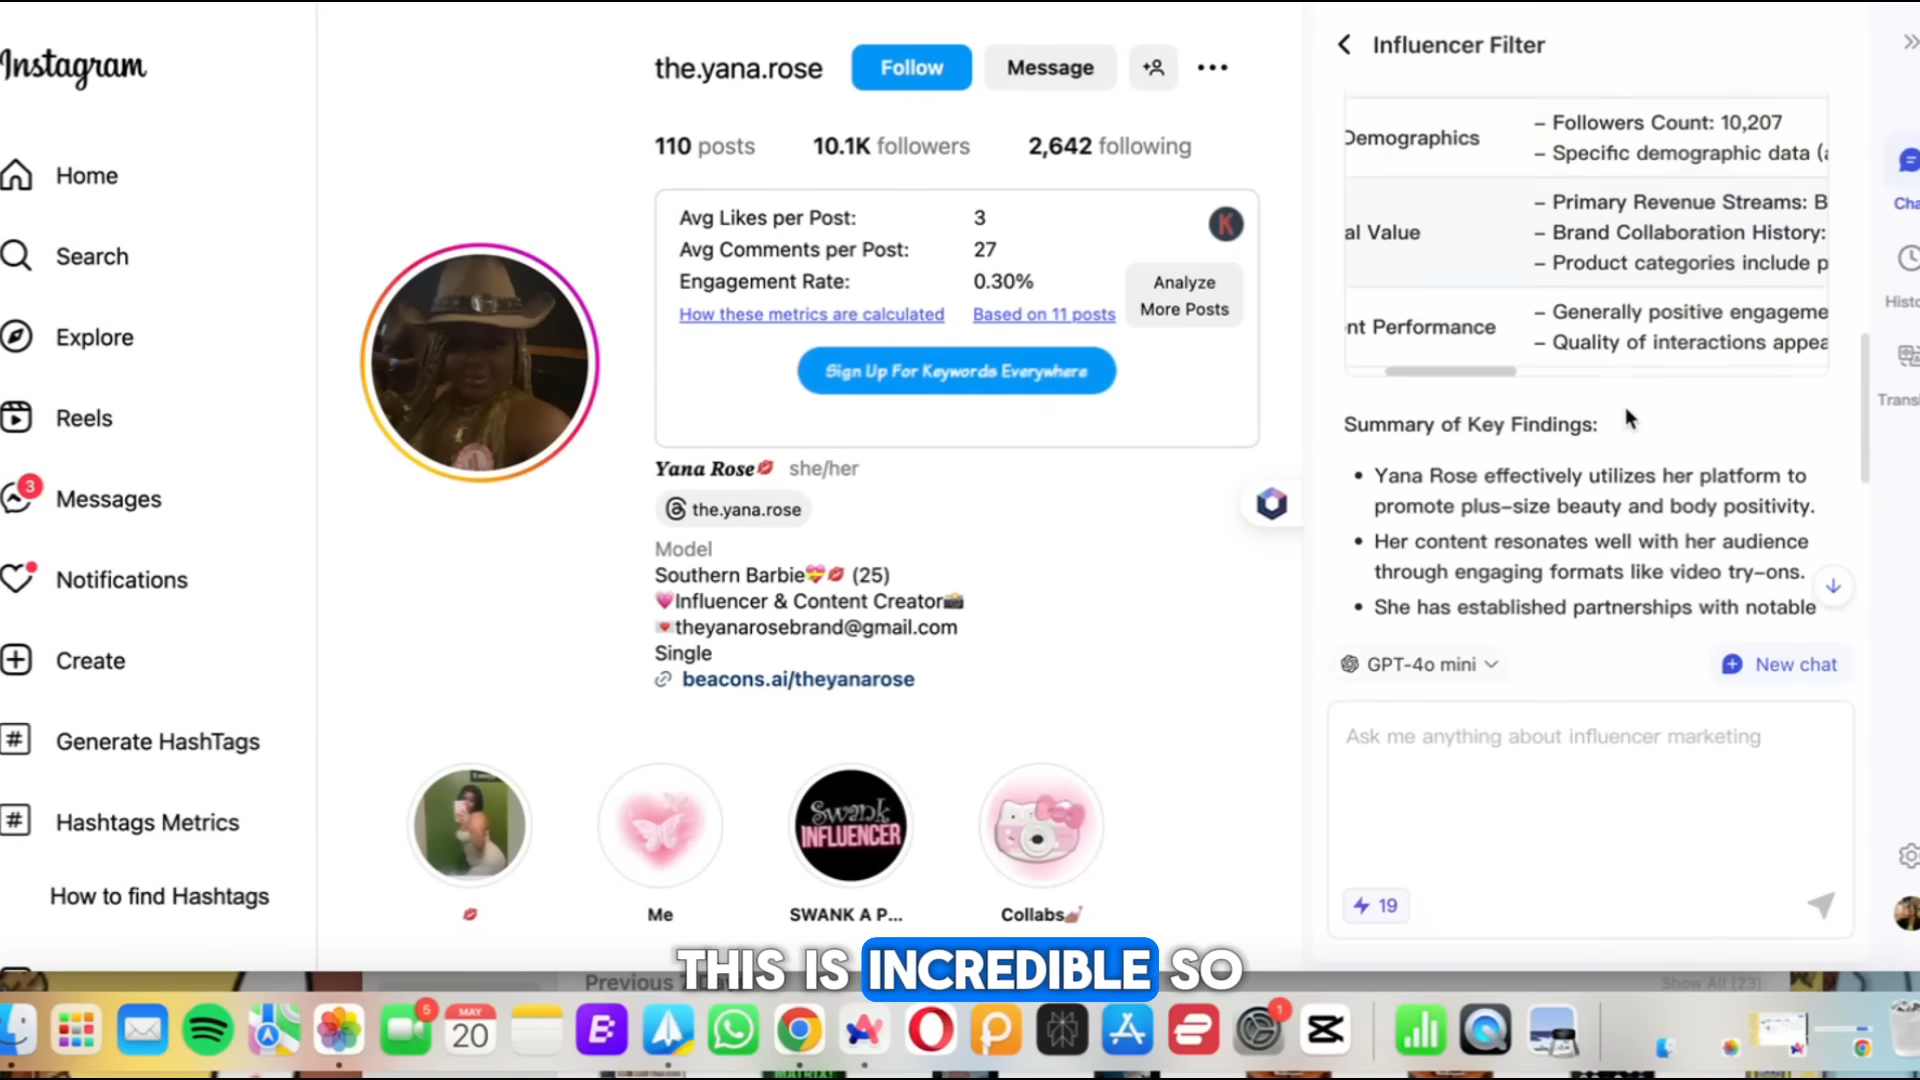 Instagram
Home
Search
Explore
Reels
3
Messages
Notifications
Create
Generate HashTags
Hashtags Metrics
How to find Hashtags
the.yana.rose
Follow
Message
110 posts
10.1K followers
2,642 following
Avg Likes per Post: 3
Avg Comments per Post: 27
Engagement Rate: 0.30%
How these metrics are calculated
Based on 11 posts
K
Analyze
More Posts
Sign Up For Keywords Everywhere
Yana Rose💋 she/her
the.yana.rose
Model
Southern Barbie💝💋 (25)
💗Influencer & Content Creator📸
💌theyanarosebrand@gmail.com
Single
beacons.ai/theyanarose
Swank
INFLUENCER
💋
Me
SWANK A P...
Collabs💅🏽
Influencer Filter
Demographics
– Followers Count: 10,207
– Specific demographic data (a
al Value
– Primary Revenue Streams: B
– Brand Collaboration History:
– Product categories include p
nt Performance
– Generally positive engageme
– Quality of interactions appea
Summary of Key Findings:
• Yana Rose effectively utilizes her platform to
promote plus-size beauty and body positivity.
• Her content resonates well with her audience
through engaging formats like video try-ons.
• She has established partnerships with notable
GPT-4o mini
New chat
Ask me anything about influencer marketing
19
Cha
Histo
Transl
THIS IS INCREDIBLE SO
Previous 7
Show All (23)
5
MAY
20
1